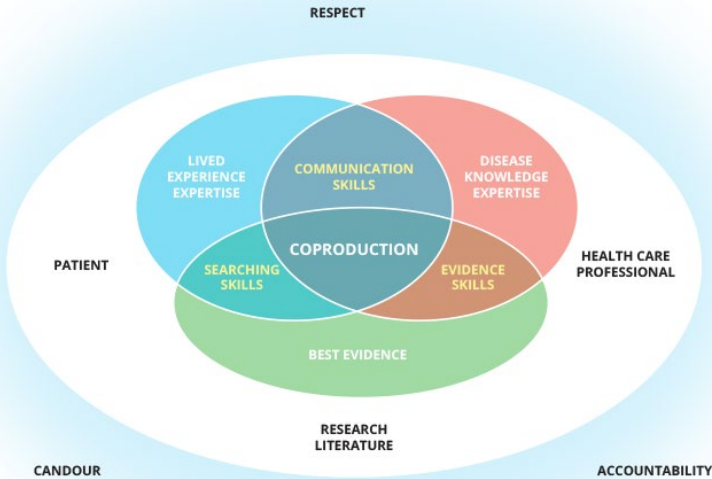 RESPECT
LIVED
EXPERIENCE
EXPERTISE
COMMUNICATION
SKILLS
DISEASE
KNOWLEDGE
EXPERTISE
PATIENT
SEARCHING
SKILLS
COPRODUCTION
EVIDENCE
SKILLS
HEALTH CARE
PROFESSIONAL
BEST EVIDENCE
RESEARCH
LITERATURE
CANDOUR
ACCOUNTABILITY